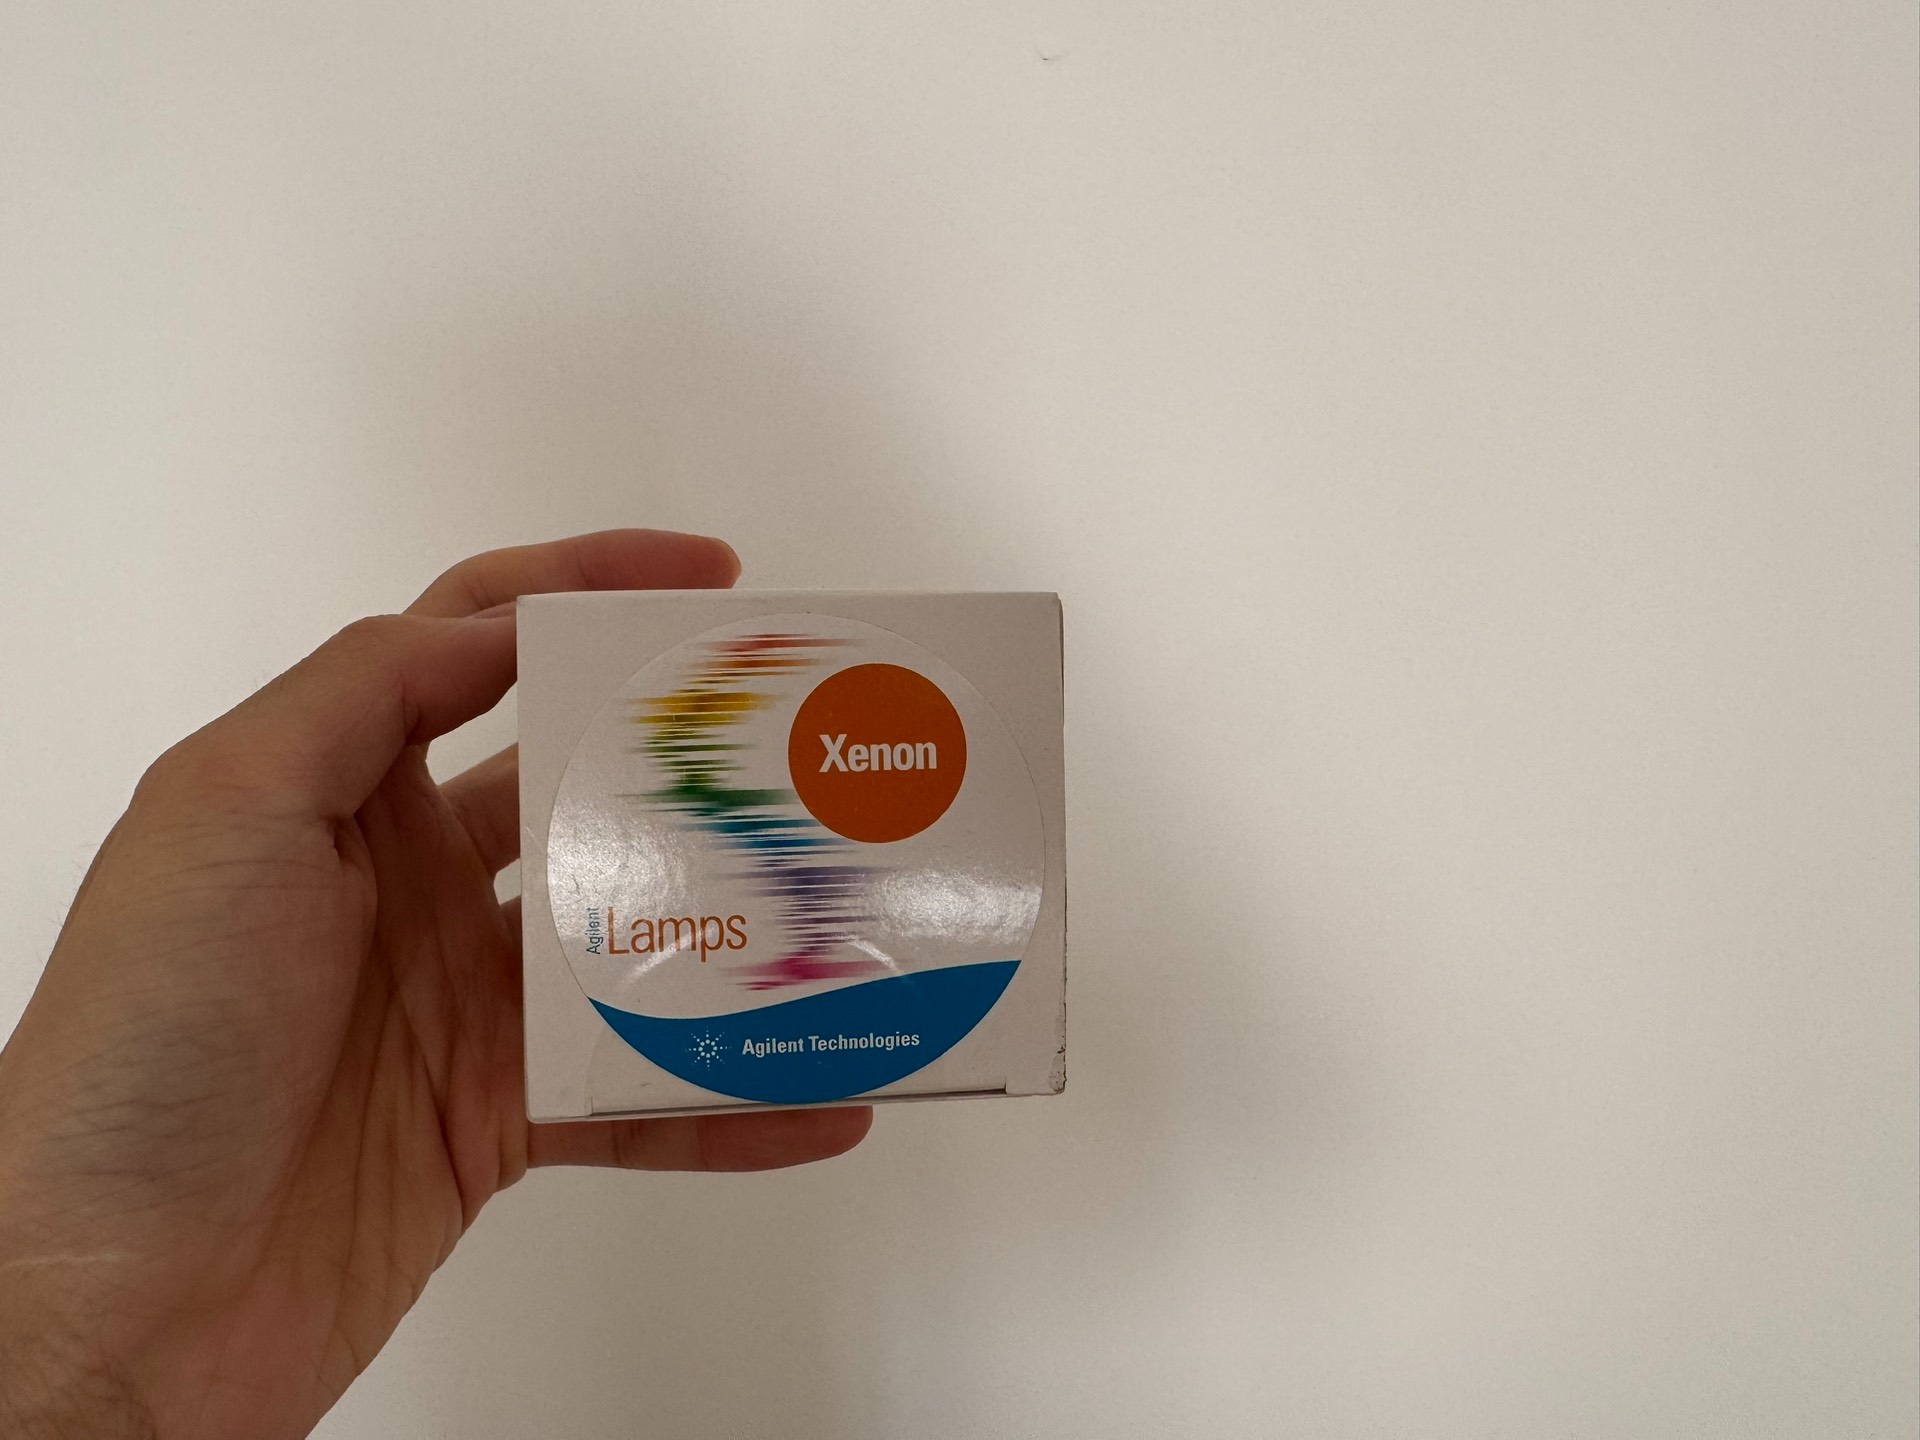 Xenon
Agilent
Lamps
Agilent Technologies